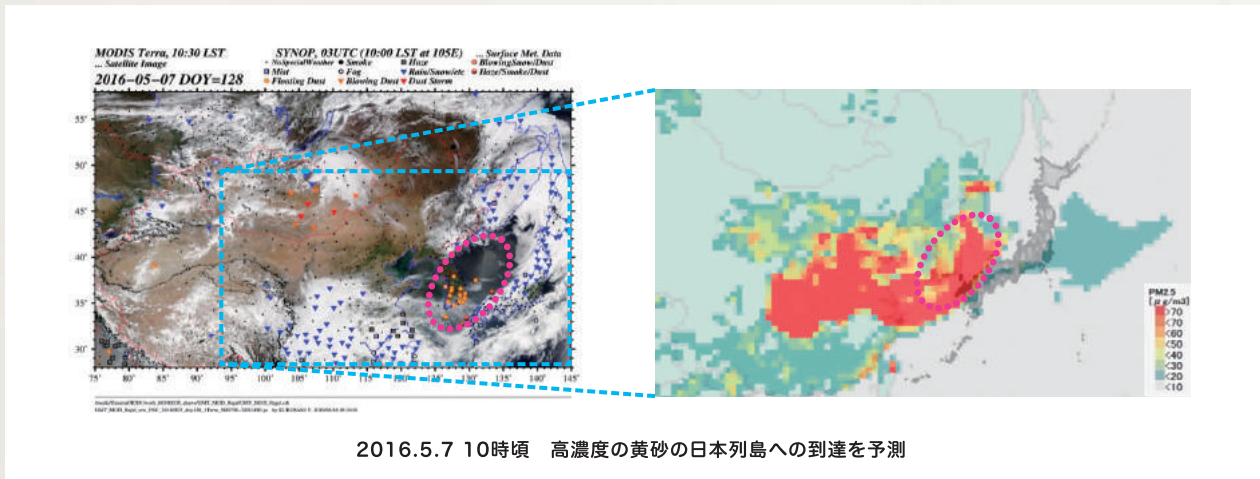 MODIS Terra, 10:30 LST
... Satellite Image
2016-05-07 DOY=128
SYNOP, 03UTC (10:00 LST at 105E) ... Surface Met. Data
NoSpecialWeather Smoke Haze BlowingSnow/Dust
Mist Fog Rain/Snow/etc Haze/Smoke/Dust
Floating Dust Blowing Dust Dust Storm
55°
50°
45°
40°
35°
30°
75° 80° 85° 90° 95° 100° 105° 110° 115° 120° 125° 130° 135° 140° 145°
PM2.5
[μg/m3]
>70
<70
<60
<50
<40
<30
<20
<10
2016.5.7 10時頃 高濃度の黄砂の日本列島への到達を予測